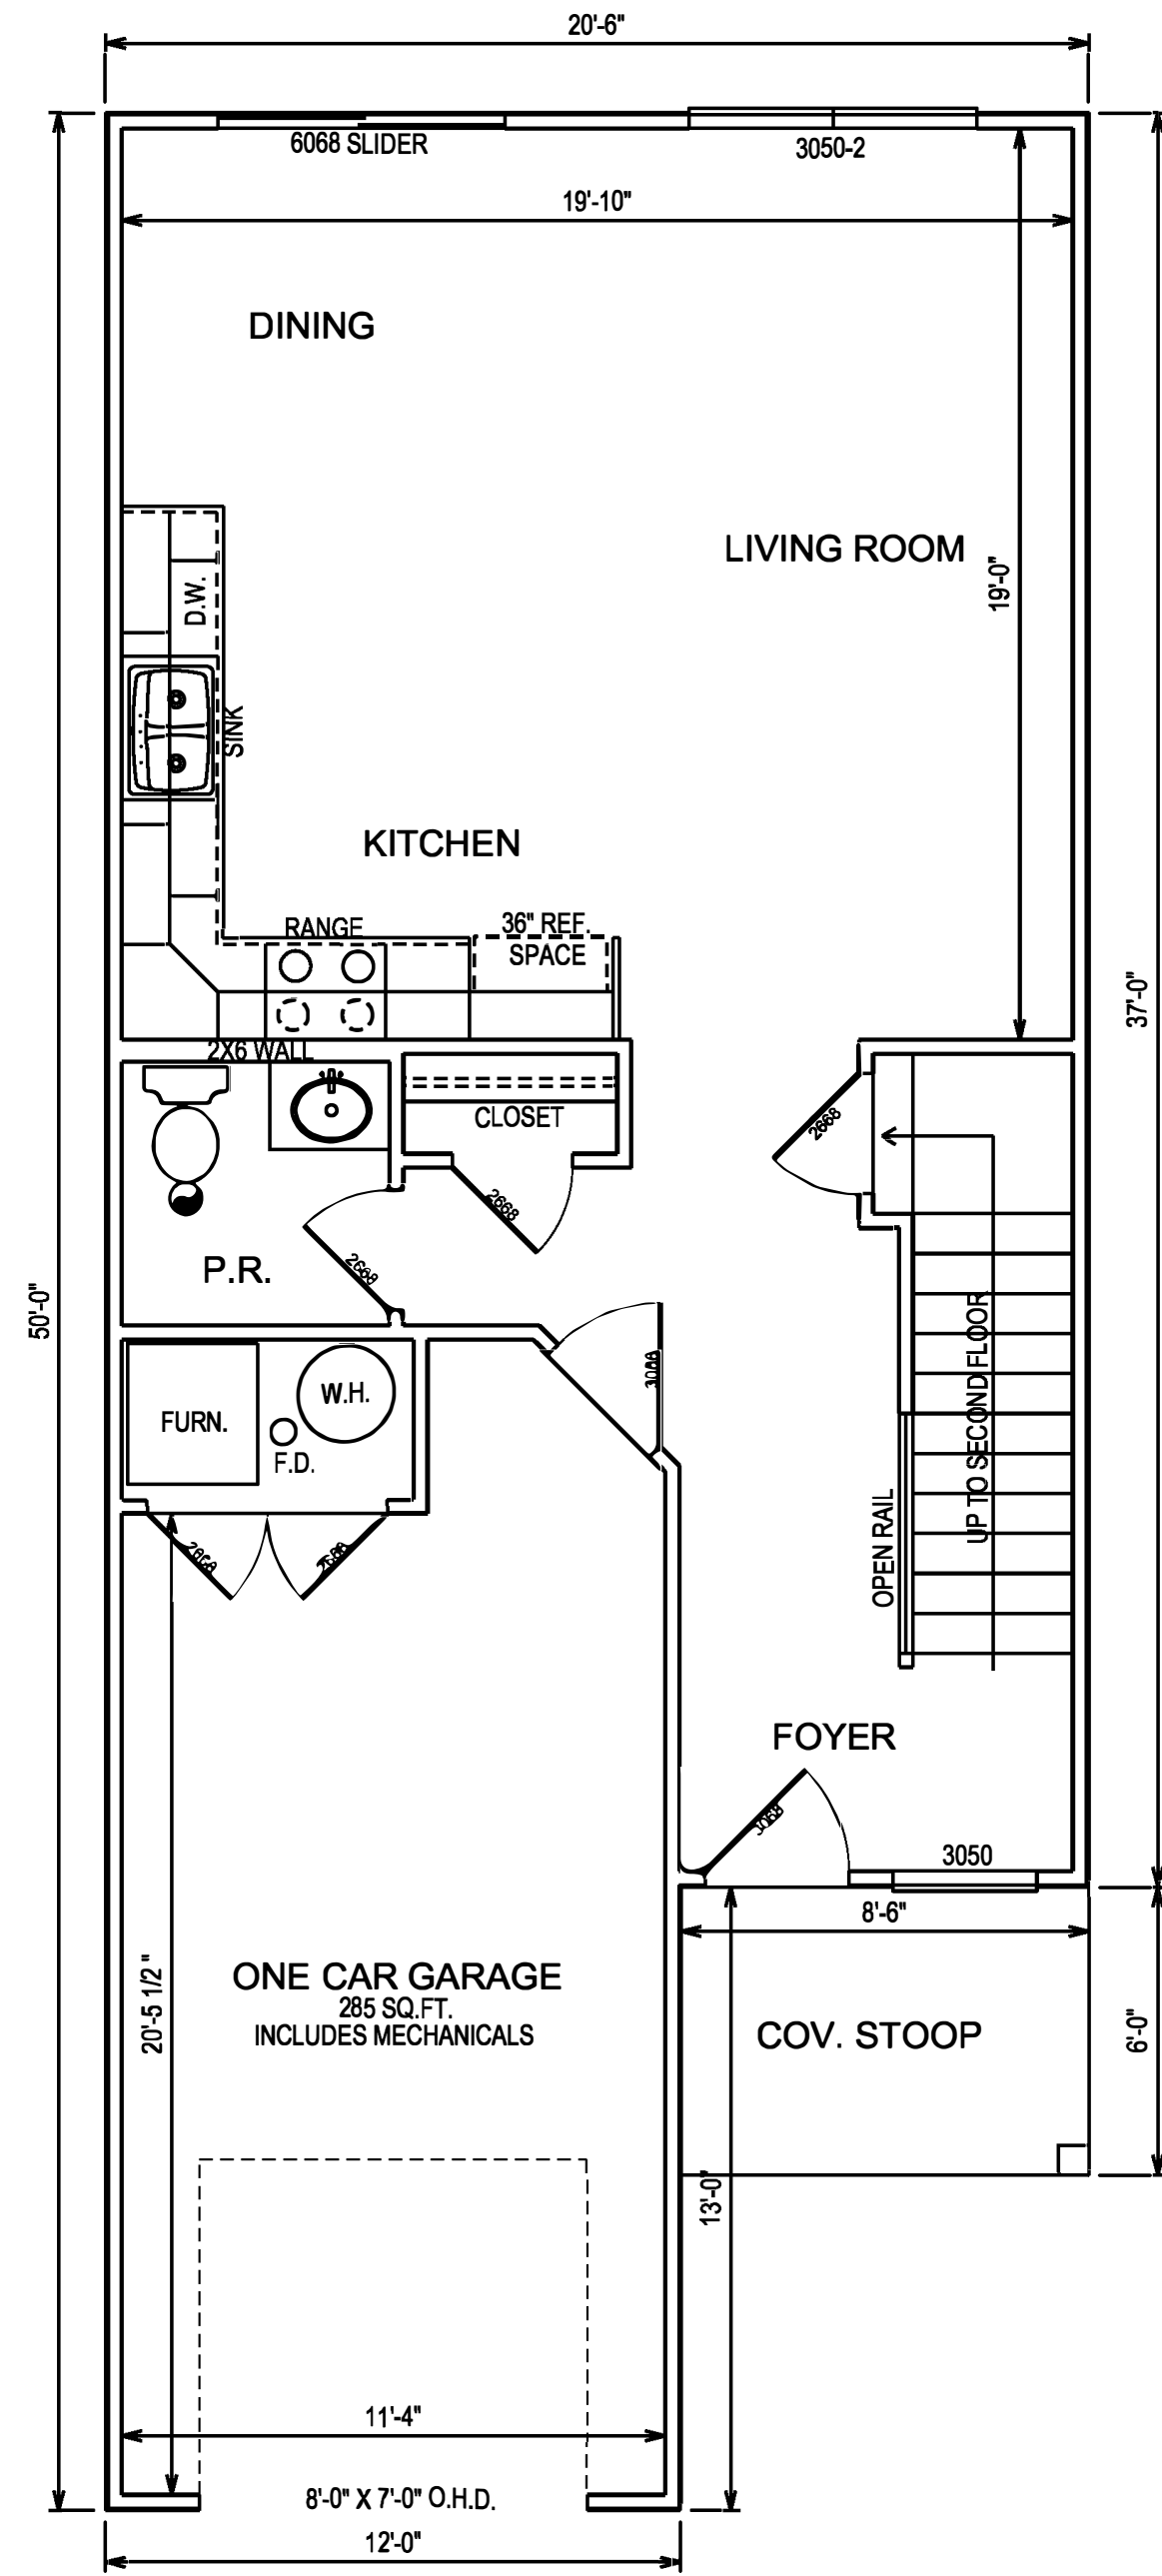 20'-6"
6068 SLIDER
3050-2
19'-10"
DINING
LIVING ROOM
19'-0"
D.W.
SINK
KITCHEN
RANGE
36" REF.
SPACE
37'-0"
2X6 WALL
CLOSET
2668
2668
P.R.
2668
50'-0"
UP TO SECOND FLOOR
W.H.
FURN.
F.D.
OPEN RAIL
2668
FOYER
3068
3050
8'-6"
ONE CAR GARAGE
285 SQ.FT.
INCLUDES MECHANICALS
20'-5 1/2"
COV. STOOP
6'-0"
13'-0"
11'-4"
8'-0" X 7'-0" O.H.D.
12'-0"